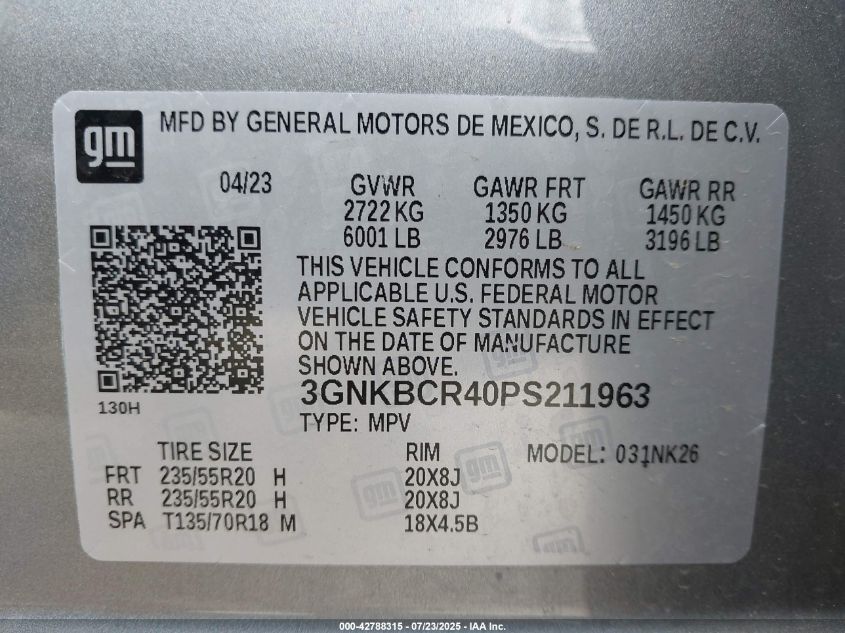 gm
MFD BY GENERAL MOTORS DE MEXICO, S. DE R.L. DE C.V.
04/23 GVWR GAWR FRT GAWR RR
2722 KG 1350 KG 1450 KG
6001 LB 2976 LB 3196 LB
THIS VEHICLE CONFORMS TO ALL
APPLICABLE U.S. FEDERAL MOTOR
VEHICLE SAFETY STANDARDS IN EFFECT
ON THE DATE OF MANUFACTURE
SHOWN ABOVE.
3GNKBCR40PS211963
130H
TYPE: MPV
TIRE SIZE RIM MODEL: 031NK26
FRT 235/55R20 H 20X8J
RR 235/55R20 H 20X8J
SPA T135/70R18 M 18X4.5B
000-42788315 - 07/23/2025 - IAA Inc.